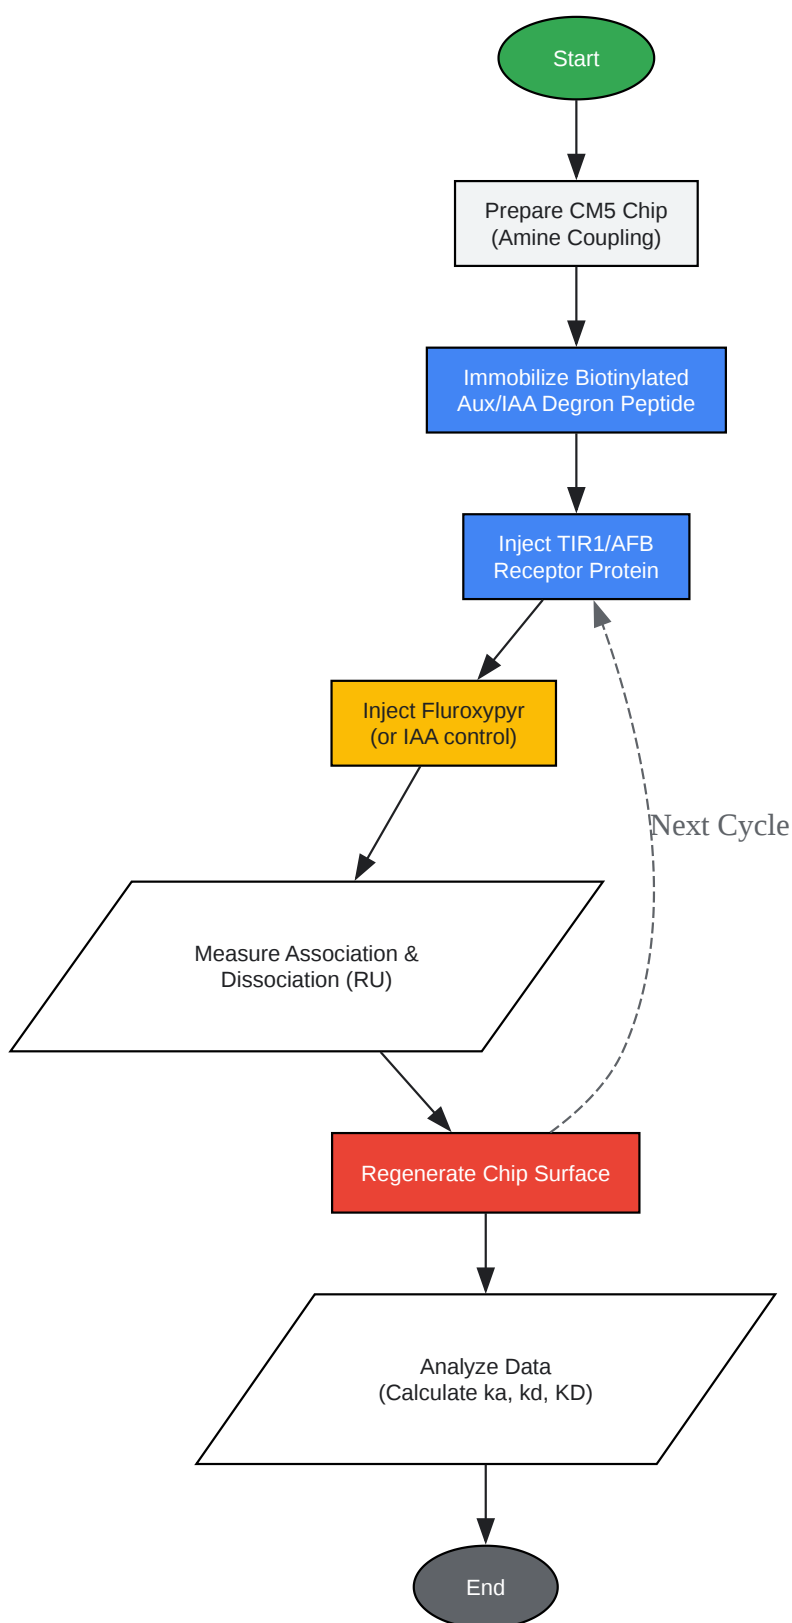 Start
Prepare CM5 Chip
(Amine Coupling)
Immobilize Biotinylated
Aux/IAA Degron Peptide
Inject TIR1/AFB
Receptor Protein
Inject Fluroxypyr
(or IAA control)
Next Cycle
Measure Association &
Dissociation (RU)
Regenerate Chip Surface
Analyze Data
(Calculate ka, kd, KD)
End